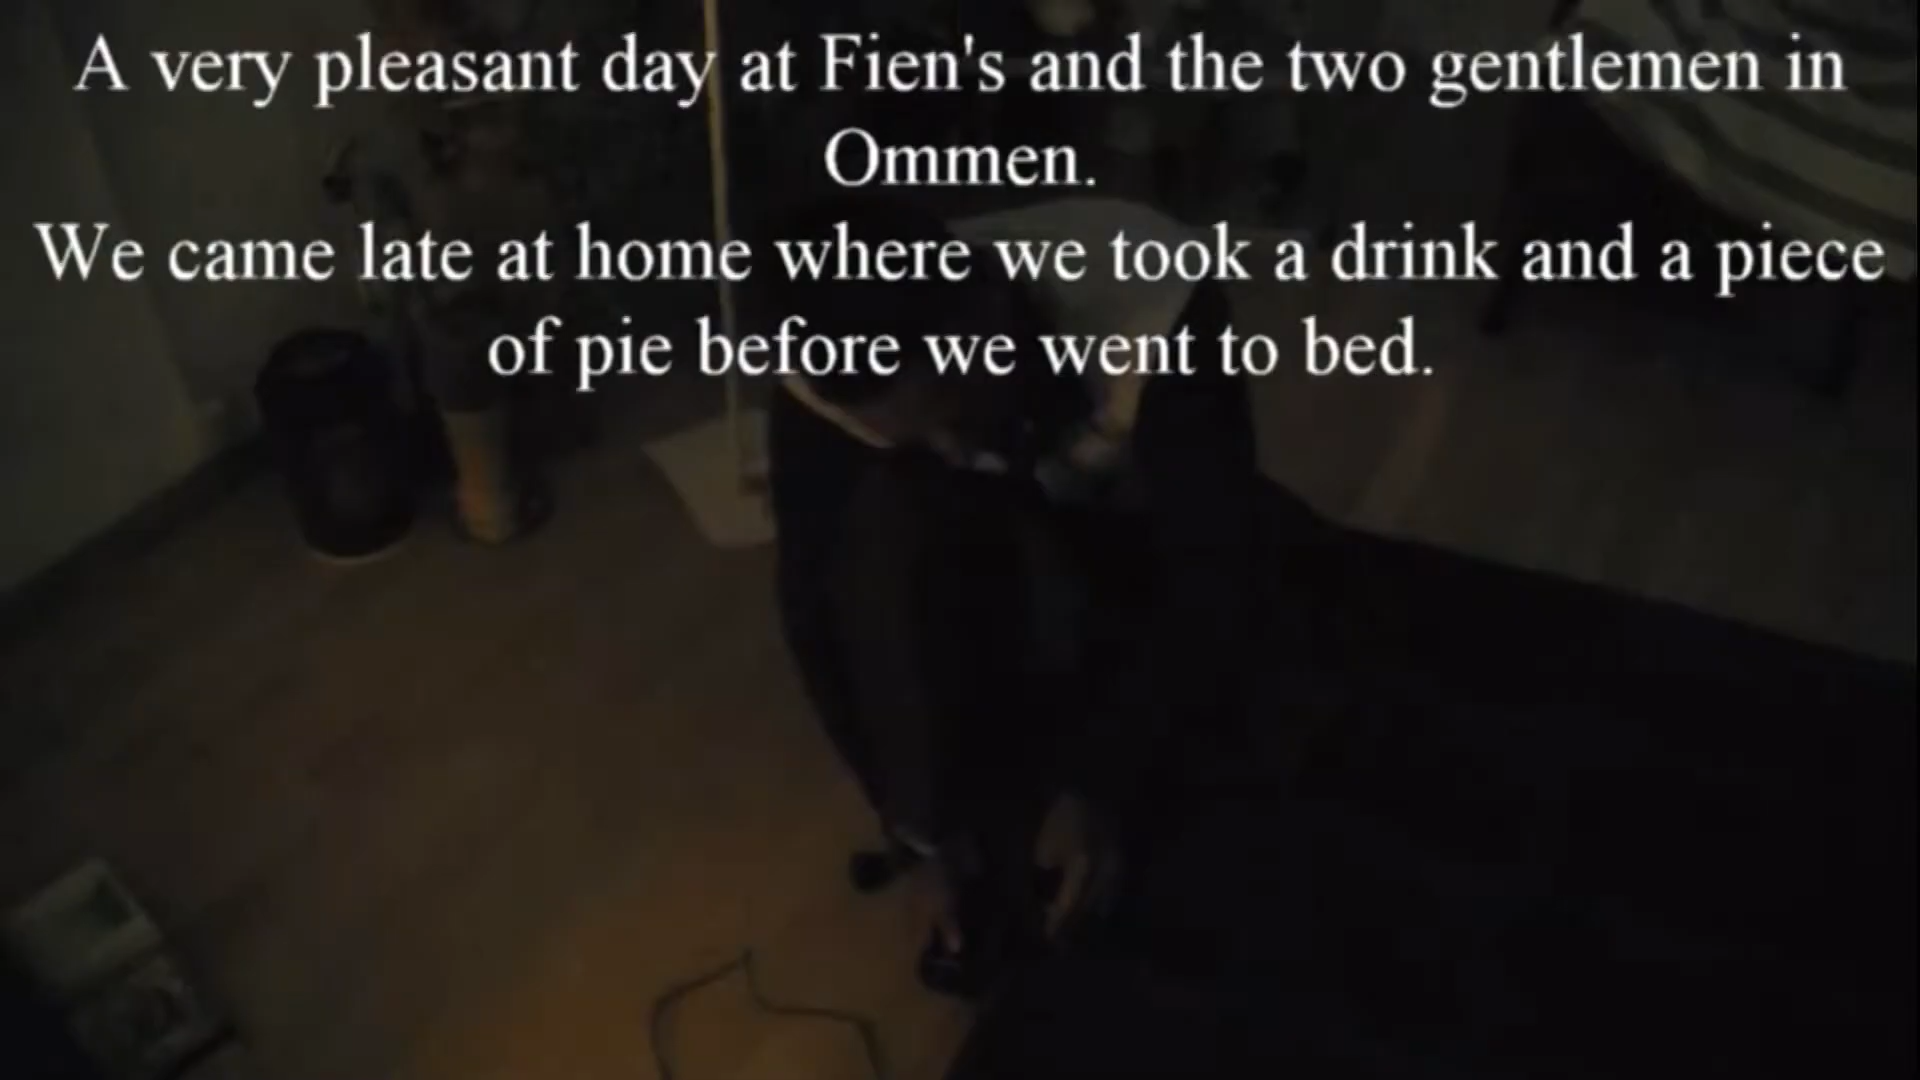 A very pleasant day at Fien's and the two gentlemen in
Ommen.
We came late at home where we took a drink and a piece
of pie before we went to bed.